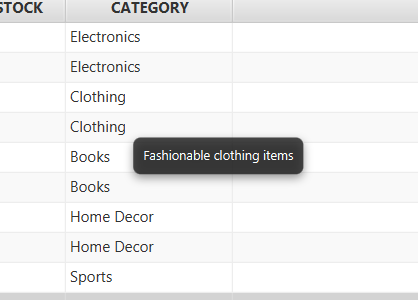 STOCK CATEGORY
Electronics
Electronics
Clothing
Clothing
Books
Fashionable clothing items
Books
Home Decor
Home Decor
Sports